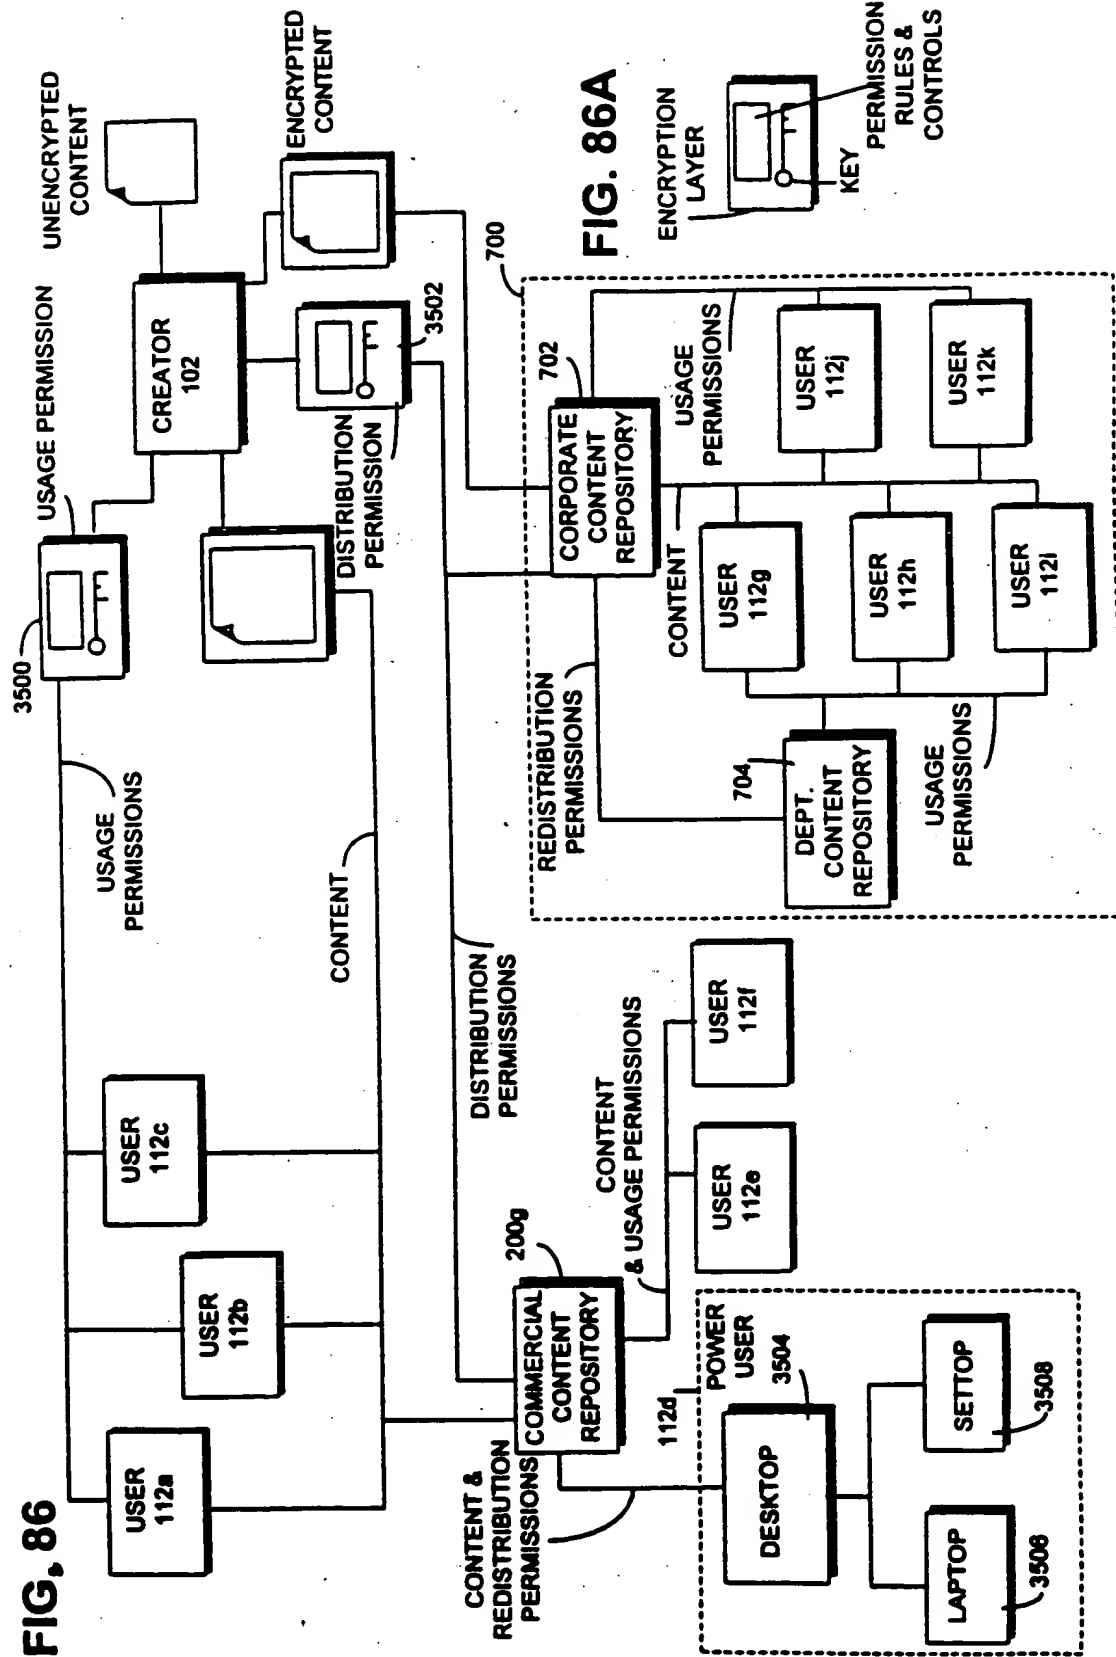 FIG. 86
USER
112a
USER
112b
USER
112c
USAGE
PERMISSIONS
3500
USAGE PERMISSION
CREATOR
102
UNENCRYPTED
CONTENT
ENCRYPTED
CONTENT
CONTENT
DISTRIBUTION
PERMISSION
3502
DISTRIBUTION
PERMISSIONS
CONTENT &
REDISTRIBUTION
PERMISSIONS
COMMERCIAL
CONTENT
REPOSITORY
200g
CONTENT
& USAGE PERMISSIONS
USER
112e
USER
112f
112d
POWER
USER
3504
DESKTOP
LAPTOP
3506
SETTOP
3508
700
CORPORATE
CONTENT
REPOSITORY
702
REDISTRIBUTION
PERMISSIONS
CONTENT
USAGE
PERMISSIONS
704
DEPT.
CONTENT
REPOSITORY
USER
112g
USER
112h
USER
112i
USER
112j
USER
112k
USAGE
PERMISSIONS
FIG. 86A
ENCRYPTION
LAYER
KEY
PERMISSION
RULES &
CONTROLS